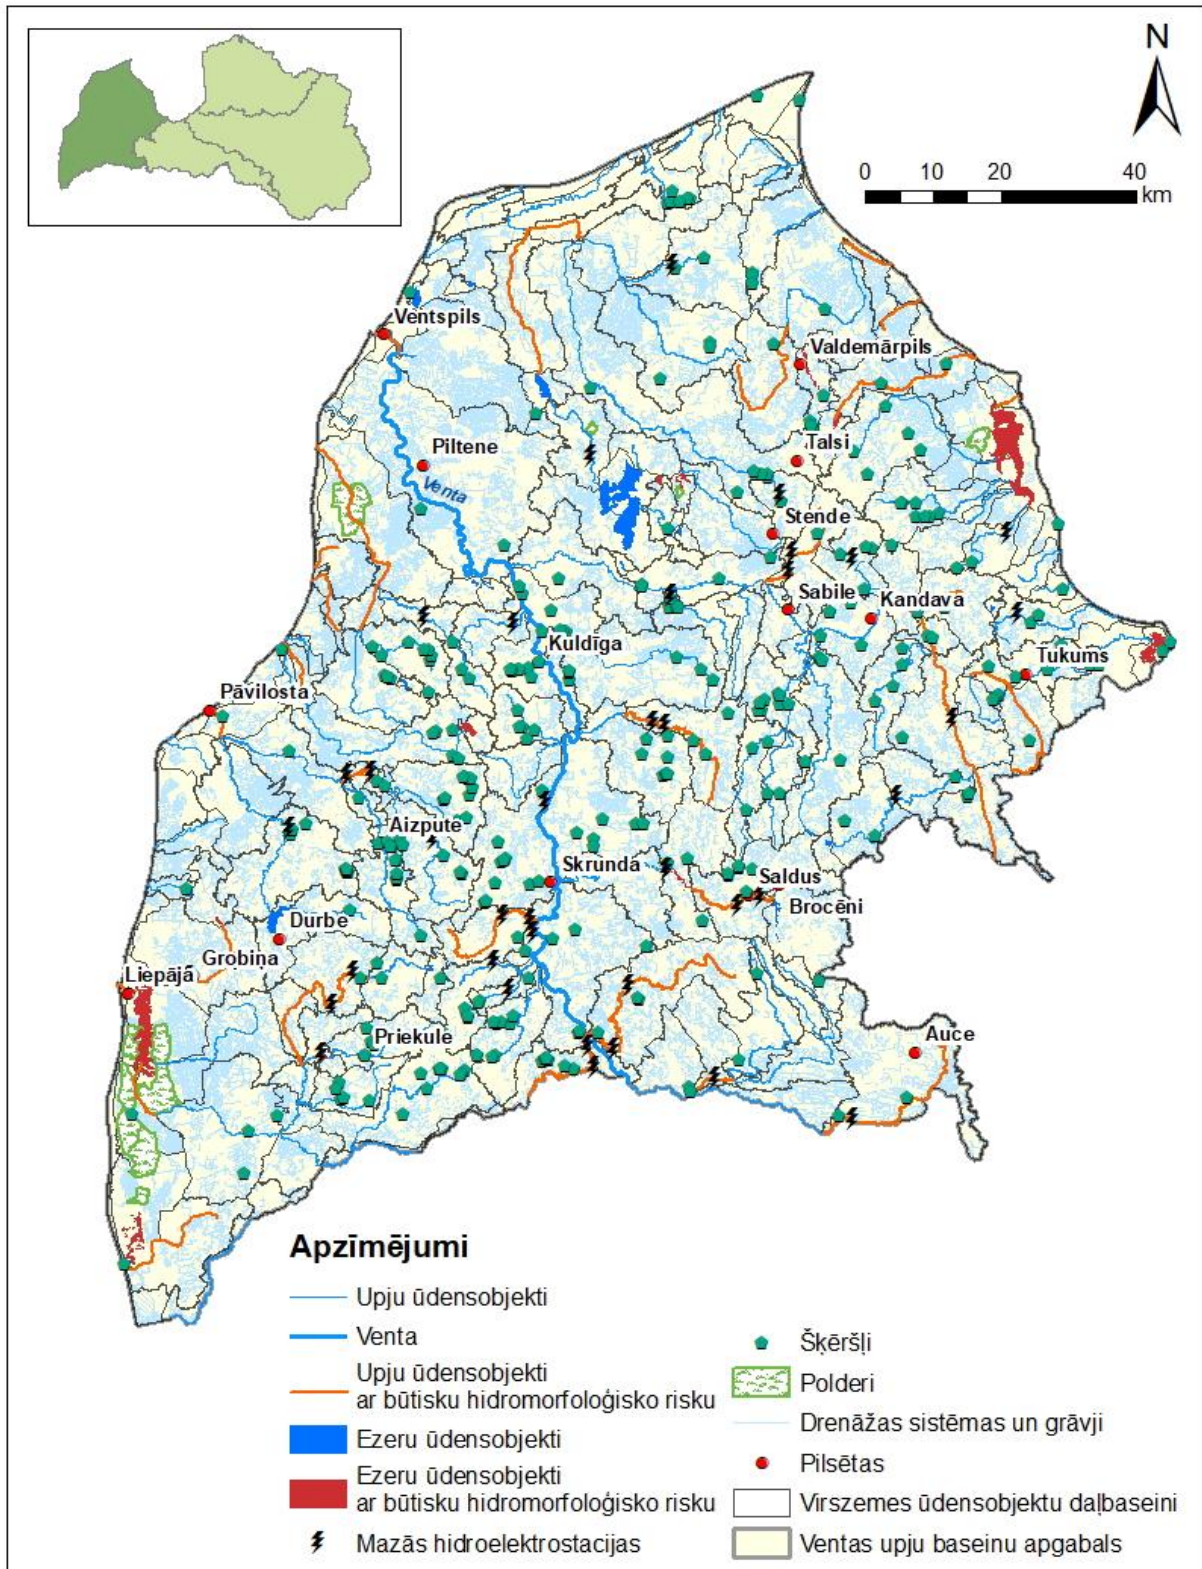 N
0 10 20 40
km
Ventspils
Valdemārpils
Piltene
Talsi
Venta
Stende
Sabile
Kandava
Kuldīga
Tukums
Pāvilosta
Aizpute
Skrunda
Saldus
Brocēni
Durbe
Grobiņa
Liepājā
Priekule
Auce
Apzīmējumi
Upju ūdensobjekti
Venta
Upju ūdensobjekti
ar būtisku hidromorfoloģisko risku
Ezeru ūdensobjekti
Ezeru ūdensobjekti
ar būtisku hidromorfoloģisko risku
Mazās hidroelektrostacijas
Šķēršļi
Polderi
Drenāžas sistēmas un grāvji
Pilsētas
Virszemes ūdensobjektu daļbaseini
Ventas upju baseinu apgabals